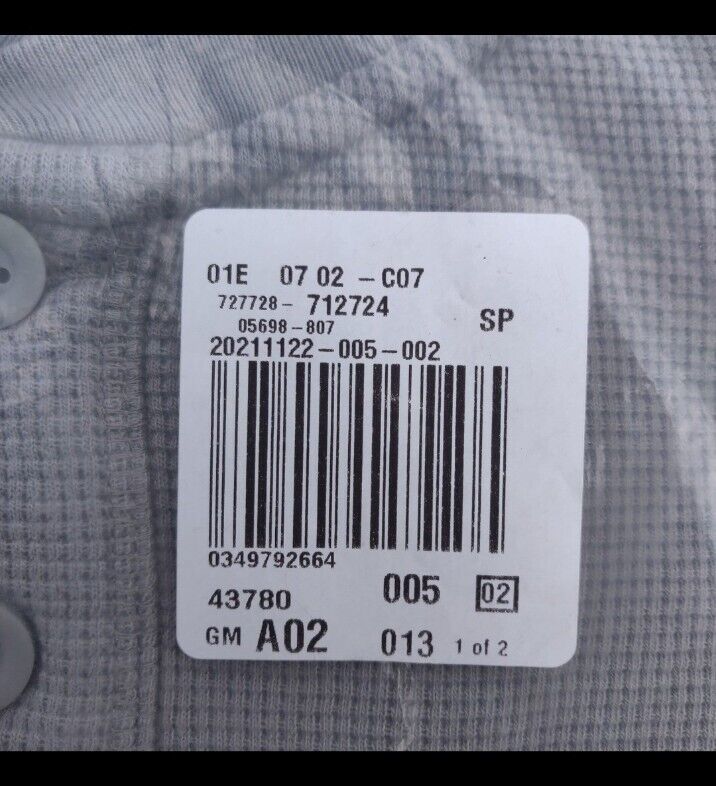 01E 07 02 -C07
727728- 712724
SP
05698-807
20211122-005-002
0349792664
43780 005 02
GM A02 013 1 of 2